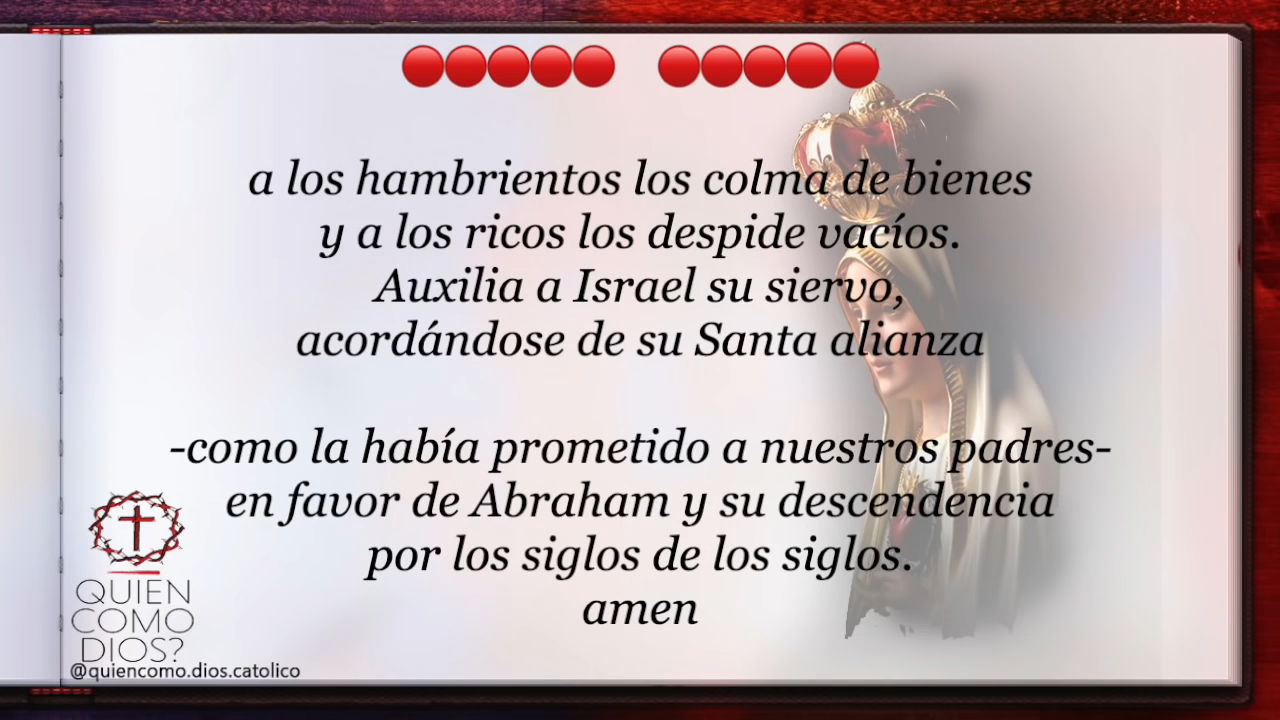 a los hambrientos los colma de bienes
y a los ricos los despide vacíos.
Auxilia a Israel su siervo,
acordándose de su Santa alianza
-como la había prometido a nuestros padres-
en favor de Abraham y su descendencia
por los siglos de los siglos.
amen
QUIEN
COMO
DIOS?
@quiencomo.dios.catolico